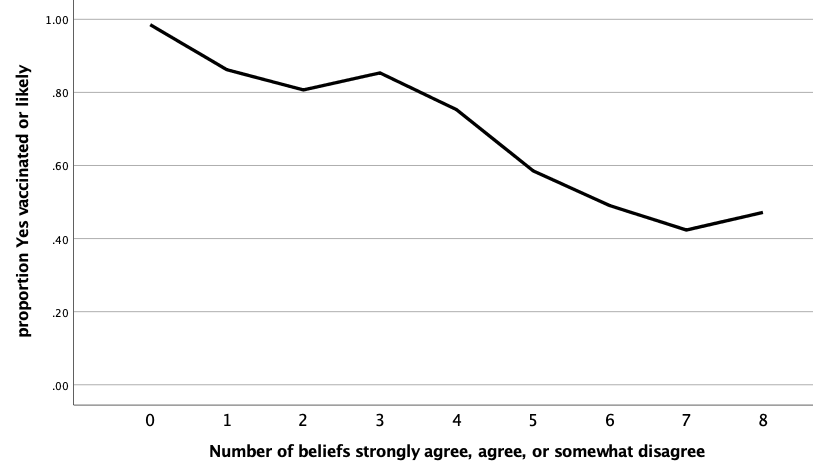 proportion Yes vaccinated or likely
1.00
.80
.60
.40
.20
.00
0 1 2 3 4 5 6 7 8
Number of beliefs strongly agree, agree, or somewhat disagree